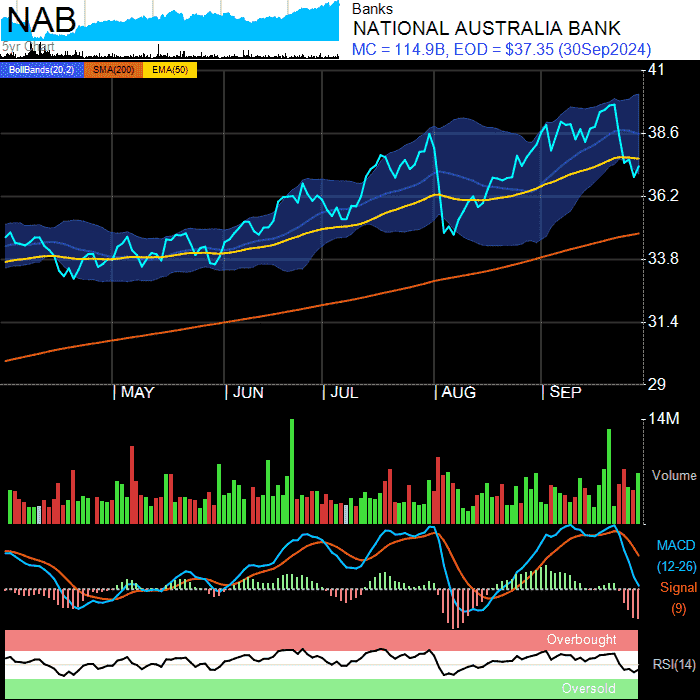 NAB
5yr Chart
Banks
NATIONAL AUSTRALIA BANK
MC = 114.9B, EOD = $37.35 (30Sep2024)
BollBands(20,2) SMA(200) EMA(50)
41
38.6
36.2
33.8
31.4
29
MAY JUN JUL AUG SEP
14M
Volume
MACD
(12-26)
Signal
(9)
Overbought
RSI(14)
Oversold